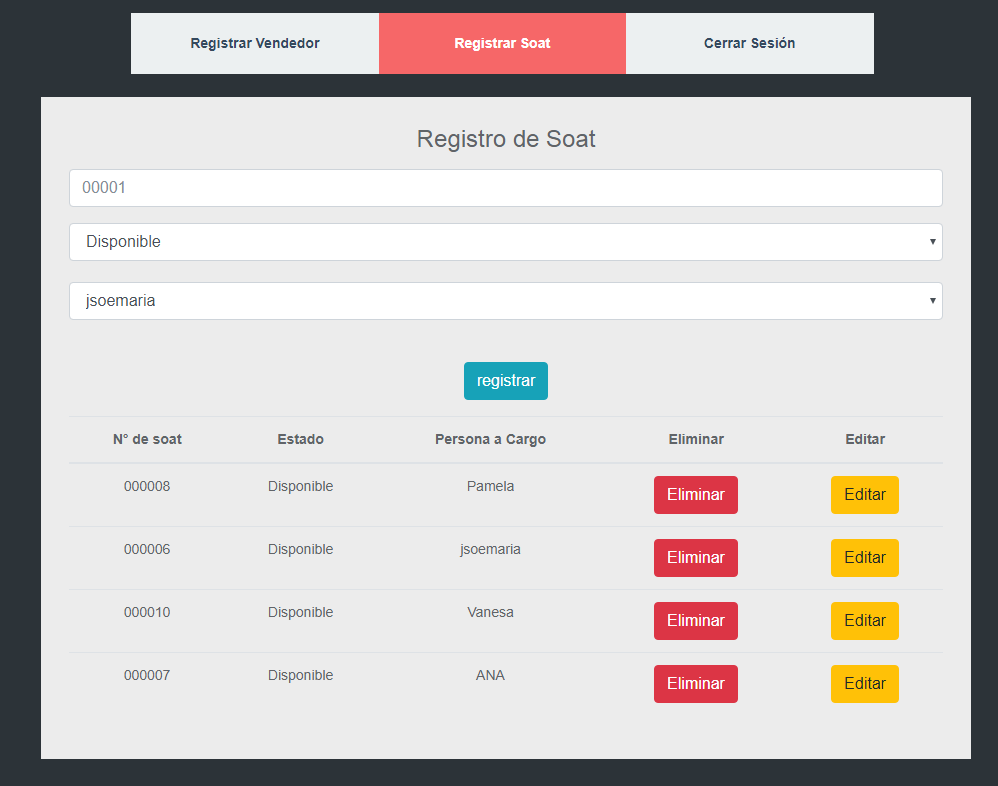 Registrar Vendedor Registrar Soat Cerrar Sesión
Registro de Soat
00001
Disponible
jsoemaria
registrar
N° de soat Estado Persona a Cargo Eliminar Editar
000008 Disponible Pamela Eliminar Editar
000006 Disponible jsoemaria Eliminar Editar
000010 Disponible Vanesa Eliminar Editar
000007 Disponible ANA Eliminar Editar